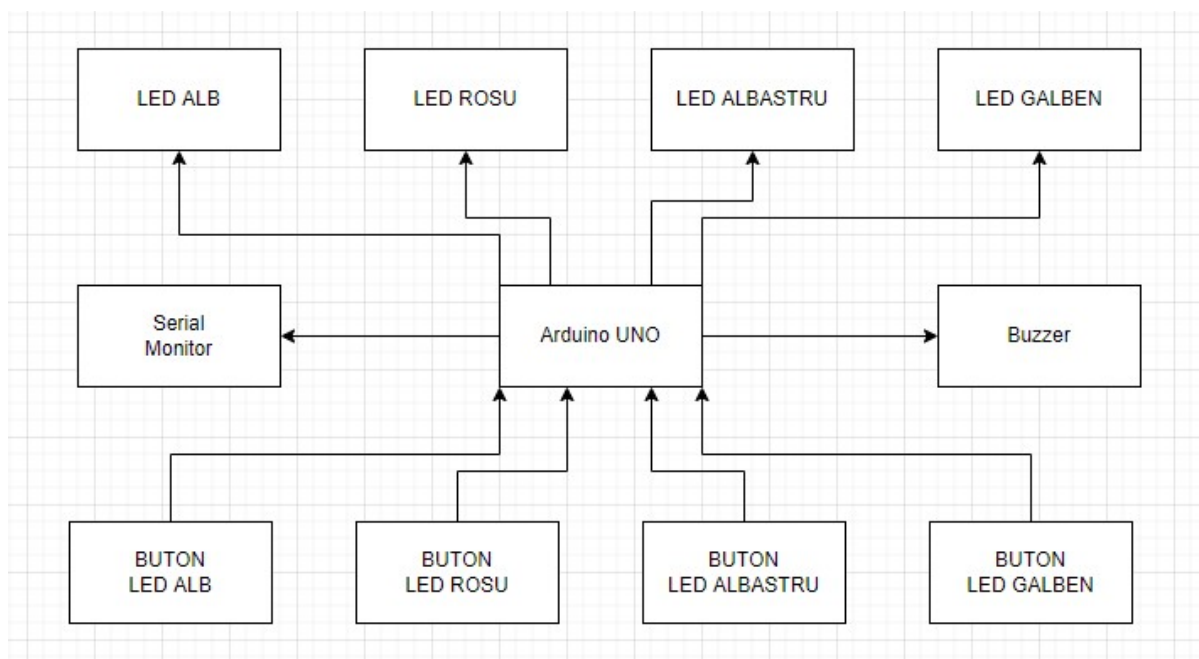 LED ALB
LED ROSU
LED ALBASTRU
LED GALBEN
Serial
Monitor
Arduino UNO
Buzzer
BUTON
LED ALB
BUTON
LED ROSU
BUTON
LED ALBASTRU
BUTON
LED GALBEN